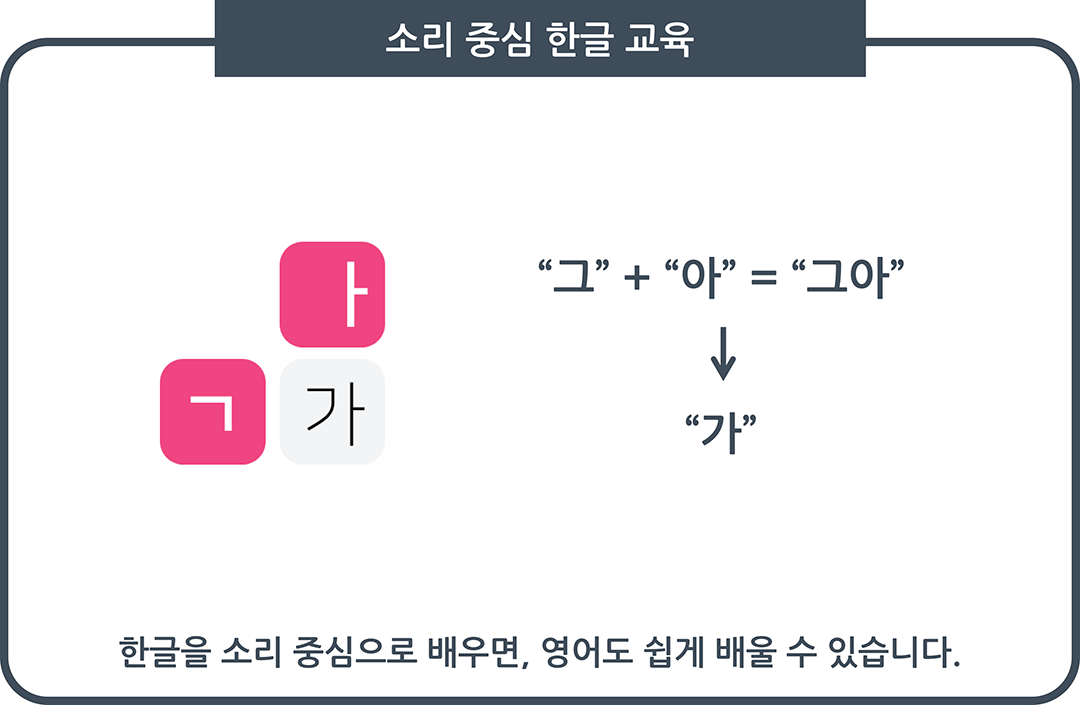 소리 중심 한글 교육
ㅏ
ㄱ 가
“그” + “아” = “그아”
↓
“가”
한글을 소리 중심으로 배우면, 영어도 쉽게 배울 수 있습니다.